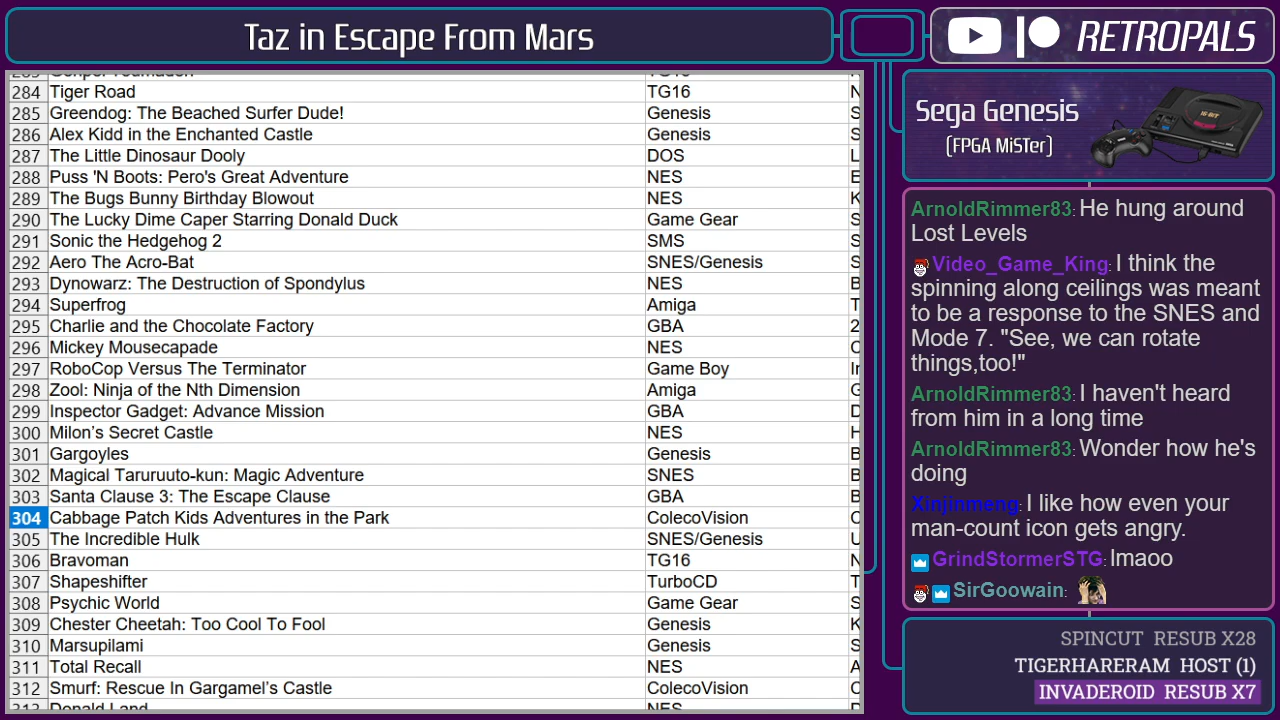 Taz in Escape From Mars
RETROPALS
284 Tiger Road TG16 N
285 Greendog: The Beached Surfer Dude! Genesis S
286 Alex Kidd in the Enchanted Castle Genesis S
287 The Little Dinosaur Dooly DOS L
288 Puss 'N Boots: Pero's Great Adventure NES E
289 The Bugs Bunny Birthday Blowout NES K
290 The Lucky Dime Caper Starring Donald Duck Game Gear S
291 Sonic the Hedgehog 2 SMS S
292 Aero The Acro-Bat SNES/Genesis S
293 Dynowarz: The Destruction of Spondylus NES B
294 Superfrog Amiga T
295 Charlie and the Chocolate Factory GBA 2
296 Mickey Mousecapade NES C
297 RoboCop Versus The Terminator Game Boy Ir
298 Zool: Ninja of the Nth Dimension Amiga G
299 Inspector Gadget: Advance Mission GBA D
300 Milon’s Secret Castle NES H
301 Gargoyles Genesis B
302 Magical Taruruuto-kun: Magic Adventure SNES B
303 Santa Clause 3: The Escape Clause GBA B
304 Cabbage Patch Kids Adventures in the Park ColecoVision C
305 The Incredible Hulk SNES/Genesis U
306 Bravoman TG16 N
307 Shapeshifter TurboCD T
308 Psychic World Game Gear S
309 Chester Cheetah: Too Cool To Fool Genesis K
310 Marsupilami Genesis S
311 Total Recall NES A
312 Smurf: Rescue In Gargamel’s Castle ColecoVision C
313 Donald Land NES D
Sega Genesis
(FPGA MiSTer)
ArnoldRimmer83: He hung around
Lost Levels
Video_Game_King: I think the
spinning along ceilings was meant
to be a response to the SNES and
Mode 7. "See, we can rotate
things,too!"
ArnoldRimmer83: I haven't heard
from him in a long time
ArnoldRimmer83: Wonder how he's
doing
Xinjinmeng: I like how even your
man-count icon gets angry.
GrindStormerSTG: lmaoo
SirGoowain:
SPINCUT RESUB X28
TIGERHARERAM HOST (1)
INVADEROID RESUB X7